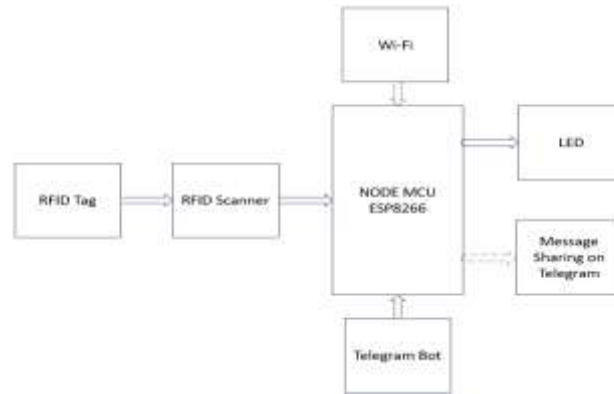 Wi-Fi
LED
RFID Tag
RFID Scanner
NODE MCU
ESP8266
Message
Sharing on
Telegram
Telegram Bot